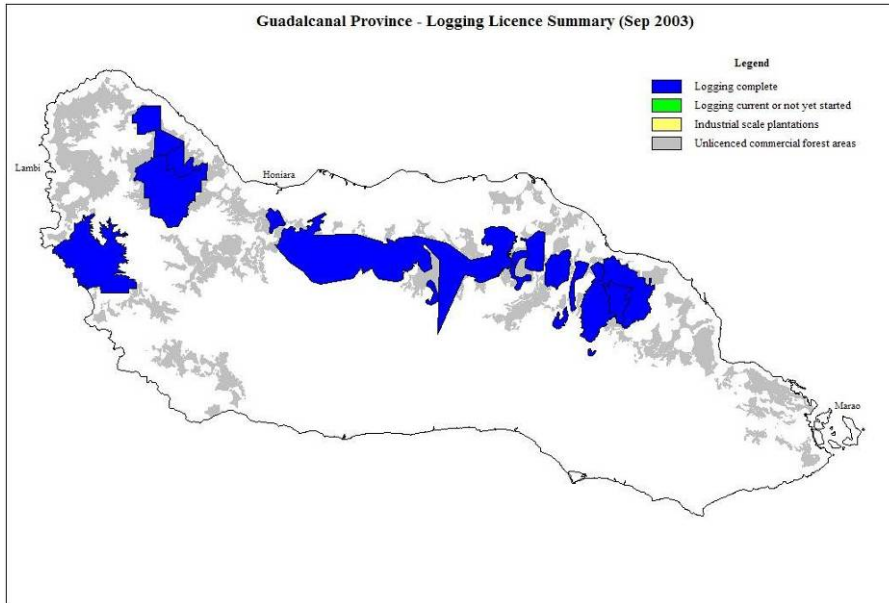 Guadalcanal Province - Logging Licence Summary (Sep 2003)
Legend
Logging complete
Logging current or not yet started
Industrial scale plantations
Unlicenced commercial forest areas
Lambi
Honiara
Marao